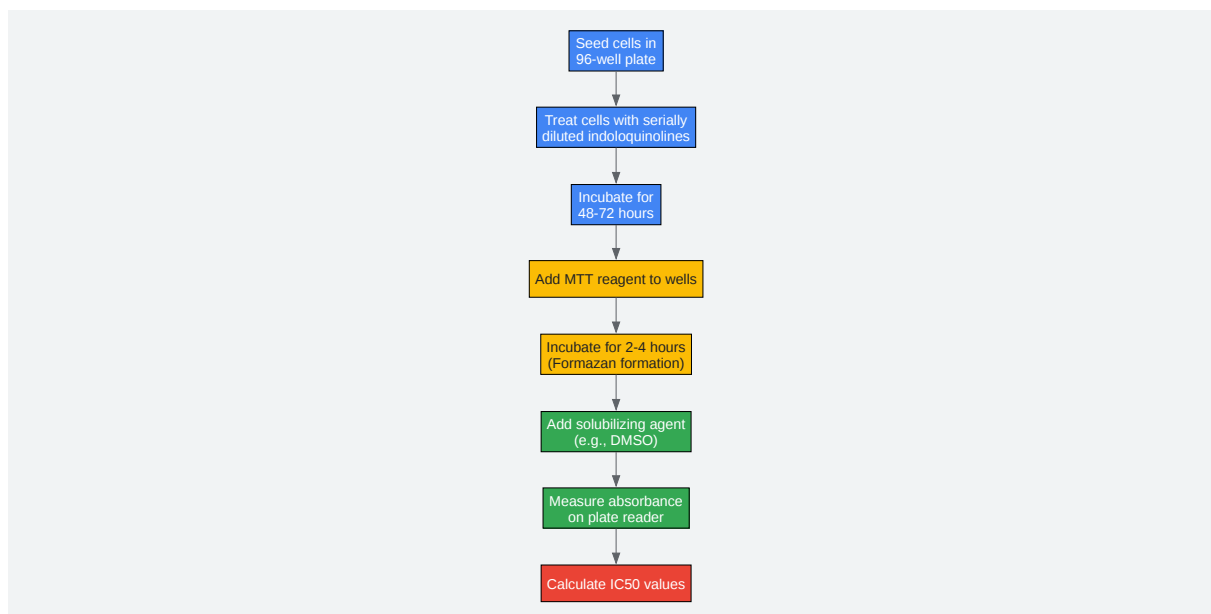 Seed cells in
96-well plate
Treat cells with serially
diluted indoloquinolines
Incubate for
48-72 hours
Add MTT reagent to wells
Incubate for 2-4 hours
(Formazan formation)
Add solubilizing agent
(e.g., DMSO)
Measure absorbance
on plate reader
Calculate IC50 values